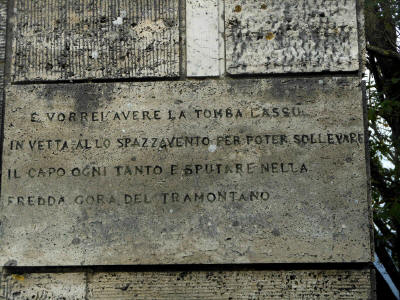 E VORREI AVERE LA TOMBA LASSÙ:
IN VETTA ALLO SPAZZAVENTO PER POTER SOLLEVARE
IL CAPO OGNI TANTO E SPUTARE NELLA
FREDDA GORA DEL TRAMONTANO